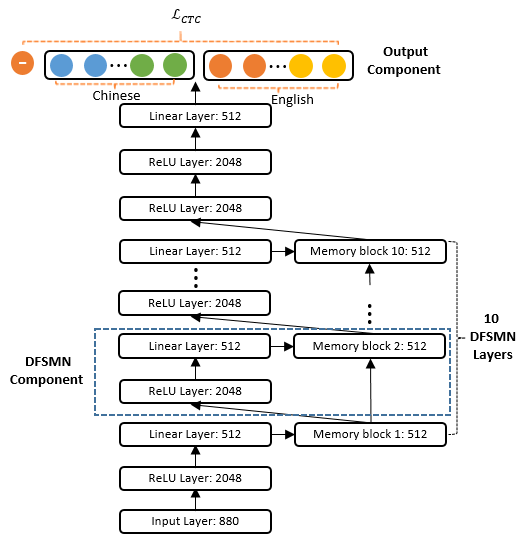 ℒCTC
-
Output
Component
Chinese
English
Linear Layer: 512
ReLU Layer: 2048
ReLU Layer: 2048
Linear Layer: 512
Memory block 10: 512
ReLU Layer: 2048
10
DFSMN
Layers
DFSMN
Component
Linear Layer: 512
Memory block 2: 512
ReLU Layer: 2048
Linear Layer: 512
Memory block 1: 512
ReLU Layer: 2048
Input Layer: 880